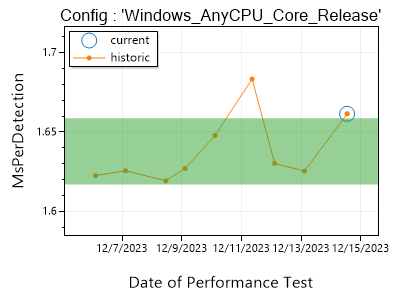 Config : 'Windows_AnyCPU_Core_Release'
current
historic
1.7
1.65
1.6
MsPerDetection
12/7/2023 12/9/2023 12/11/2023 12/13/2023 12/15/2023
Date of Performance Test